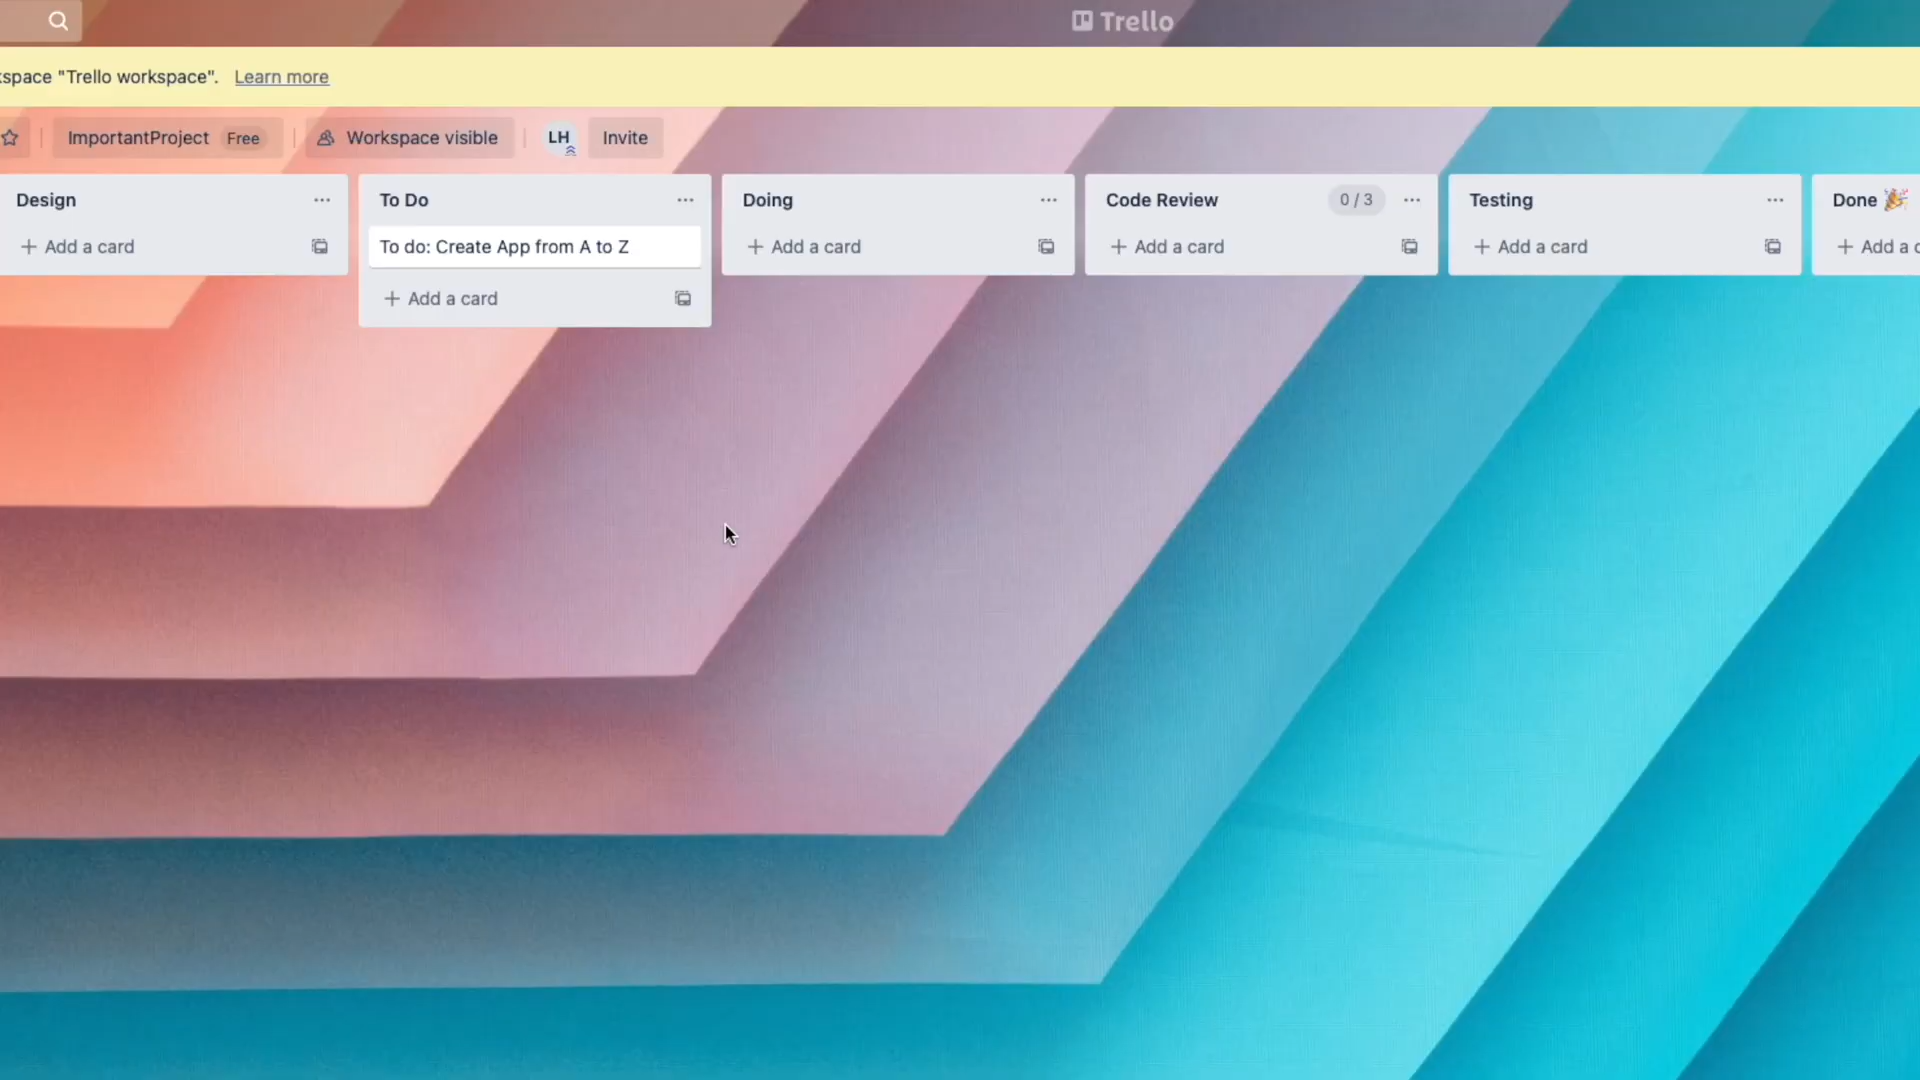 Trello
space "Trello workspace". Learn more
ImportantProject Free Workspace visible LH Invite
Design To Do Doing Code Review 0 / 3 Testing Done 🎉
Add a card To do: Create App from A to Z Add a card Add a card Add a card Add a c
Add a card